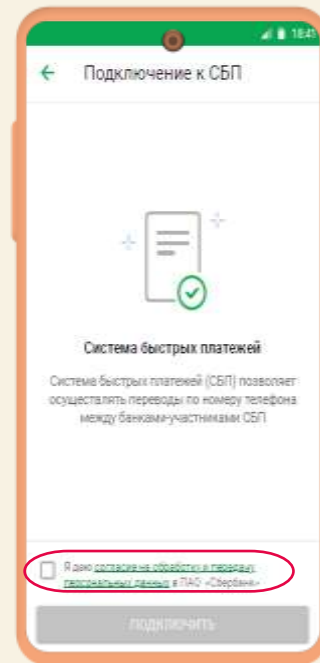 18:41
Подключение к СБП
Система быстрых платежей
Система быстрых платежей (СБП) позволяет
осуществлять переводы по номеру телефона
между банками-участниками СБП
Я даю согласие на обработку и передачу
персональных данных в ПАО «Сбербанк»
ПОДКЛЮЧИТЬ